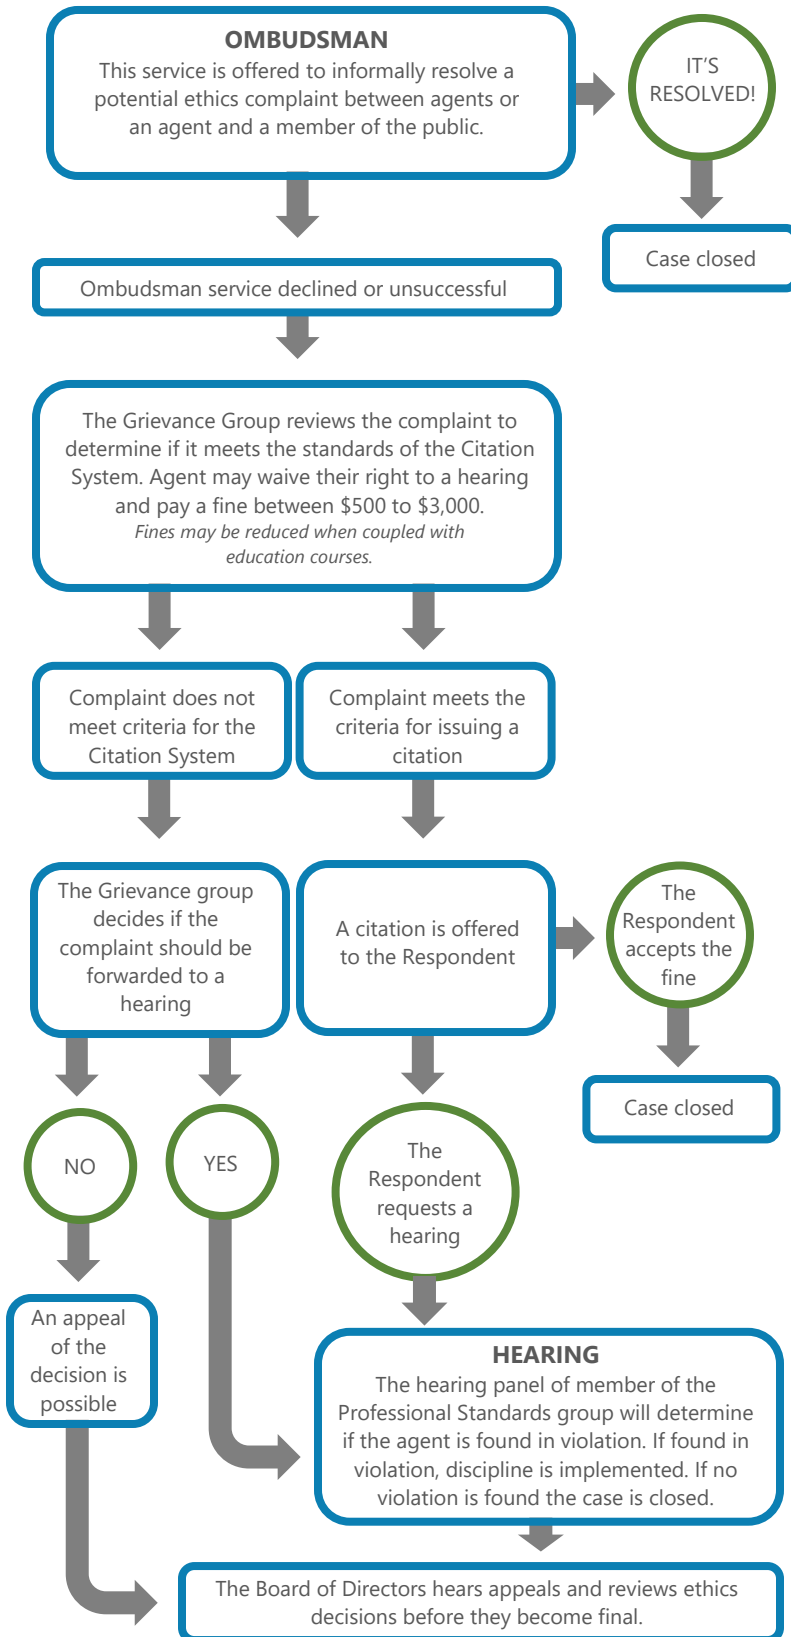 OMBUDSMAN
This service is offered to informally resolve a
potential ethics complaint between agents or
an agent and a member of the public.
IT'S
RESOLVED!
Case closed
Ombudsman service declined or unsuccessful
The Grievance Group reviews the complaint to
determine if it meets the standards of the Citation
System. Agent may waive their right to a hearing
and pay a fine between $500 to $3,000.
Fines may be reduced when coupled with
education courses.
Complaint does not
meet criteria for the
Citation System
Complaint meets the
criteria for issuing a
citation
The Grievance group
decides if the
complaint should be
forwarded to a
hearing
A citation is offered
to the Respondent
The
Respondent
accepts the
fine
Case closed
NO
YES
The
Respondent
requests a
hearing
An appeal
of the
decision is
possible
HEARING
The hearing panel of member of the
Professional Standards group will determine
if the agent is found in violation. If found in
violation, discipline is implemented. If no
violation is found the case is closed.
The Board of Directors hears appeals and reviews ethics
decisions before they become final.